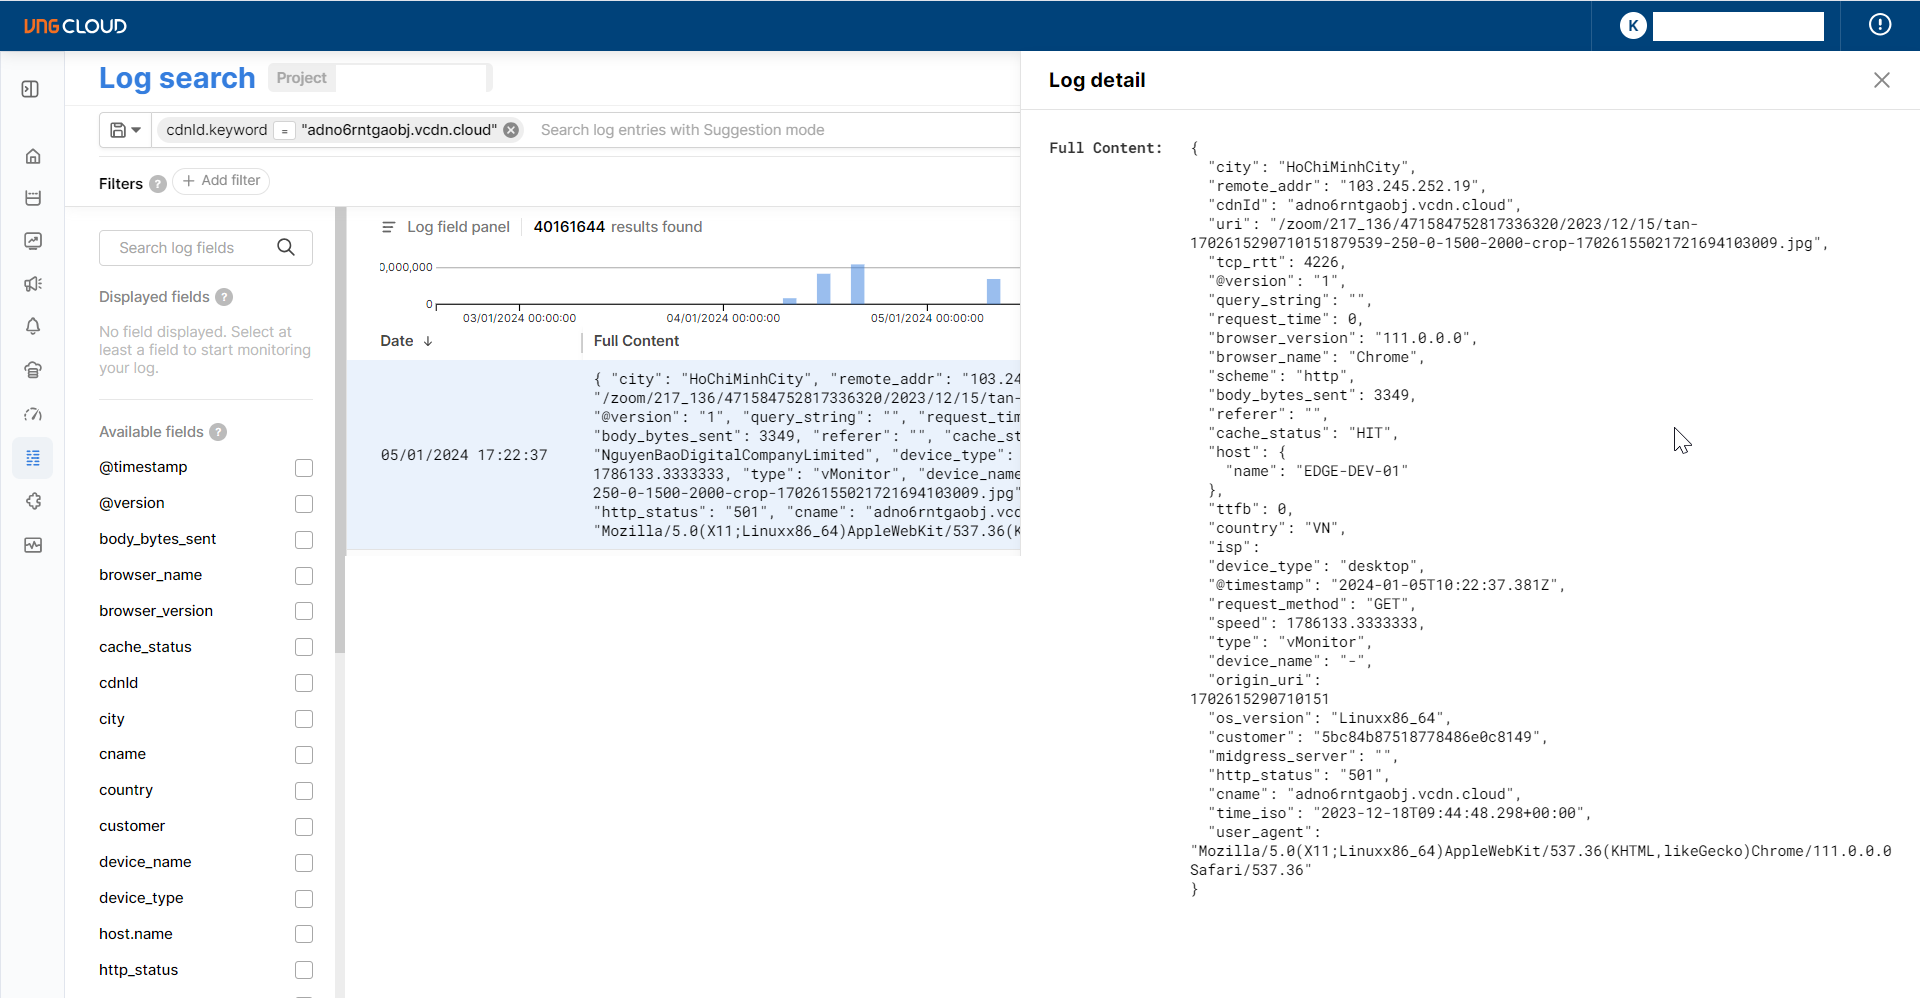 VNG CLOUD
K
Log search
Project
cdnId.keyword = "adno6rntgaobj.vcdn.cloud"
Search log entries with Suggestion mode
Filters ? + Add filter
Search log fields
Displayed fields ?
No field displayed. Select at
least a field to start monitoring
your log.
Available fields ?
@timestamp
@version
body_bytes_sent
browser_name
browser_version
cache_status
cdnId
city
cname
country
customer
device_name
device_type
host.name
http_status
Log field panel
40161644 results found
0,000,000
0
03/01/2024 00:00:00
04/01/2024 00:00:00
05/01/2024 00:00:00
Date ↓
Full Content
05/01/2024 17:22:37
{ "city": "HoChiMinhCity", "remote_addr": "103.24
"/zoom/217_136/471584752817336320/2023/12/15/tan-
"@version": "1", "query_string": "", "request_tim
"body_bytes_sent": 3349, "referer": "", "cache_st
"NguyenBaoDigitalCompanyLimited", "device_type":
1786133.3333333, "type": "vMonitor", "device_name
250-0-1500-2000-crop-17026155021721694103009.jpg"
"http_status": "501", "cname": "adno6rntgaobj.vcd
"Mozilla/5.0(X11;Linuxx86_64)AppleWebKit/537.36(K
Log detail
Full Content:
{
"city": "HoChiMinhCity",
"remote_addr": "103.245.252.19",
"cdnId": "adno6rntgaobj.vcdn.cloud",
"uri": "/zoom/217_136/471584752817336320/2023/12/15/tan-
1702615290710151879539-250-0-1500-2000-crop-17026155021721694103009.jpg",
"tcp_rtt": 4226,
"@version": "1",
"query_string": "",
"request_time": 0,
"browser_version": "111.0.0.0",
"browser_name": "Chrome",
"scheme": "http",
"body_bytes_sent": 3349,
"referer": "",
"cache_status": "HIT",
"host": {
"name": "EDGE-DEV-01"
},
"ttfb": 0,
"country": "VN",
"isp":
"device_type": "desktop",
"@timestamp": "2024-01-05T10:22:37.381Z",
"request_method": "GET",
"speed": 1786133.3333333,
"type": "vMonitor",
"device_name": "-",
"origin_uri":
1702615290710151
"os_version": "Linuxx86_64",
"customer": "5bc84b87518778486e0c8149",
"midgress_server": "",
"http_status": "501",
"cname": "adno6rntgaobj.vcdn.cloud",
"time_iso": "2023-12-18T09:44:48.298+00:00",
"user_agent":
"Mozilla/5.0(X11;Linuxx86_64)AppleWebKit/537.36(KHTML,likeGecko)Chrome/111.0.0.0
Safari/537.36"
}